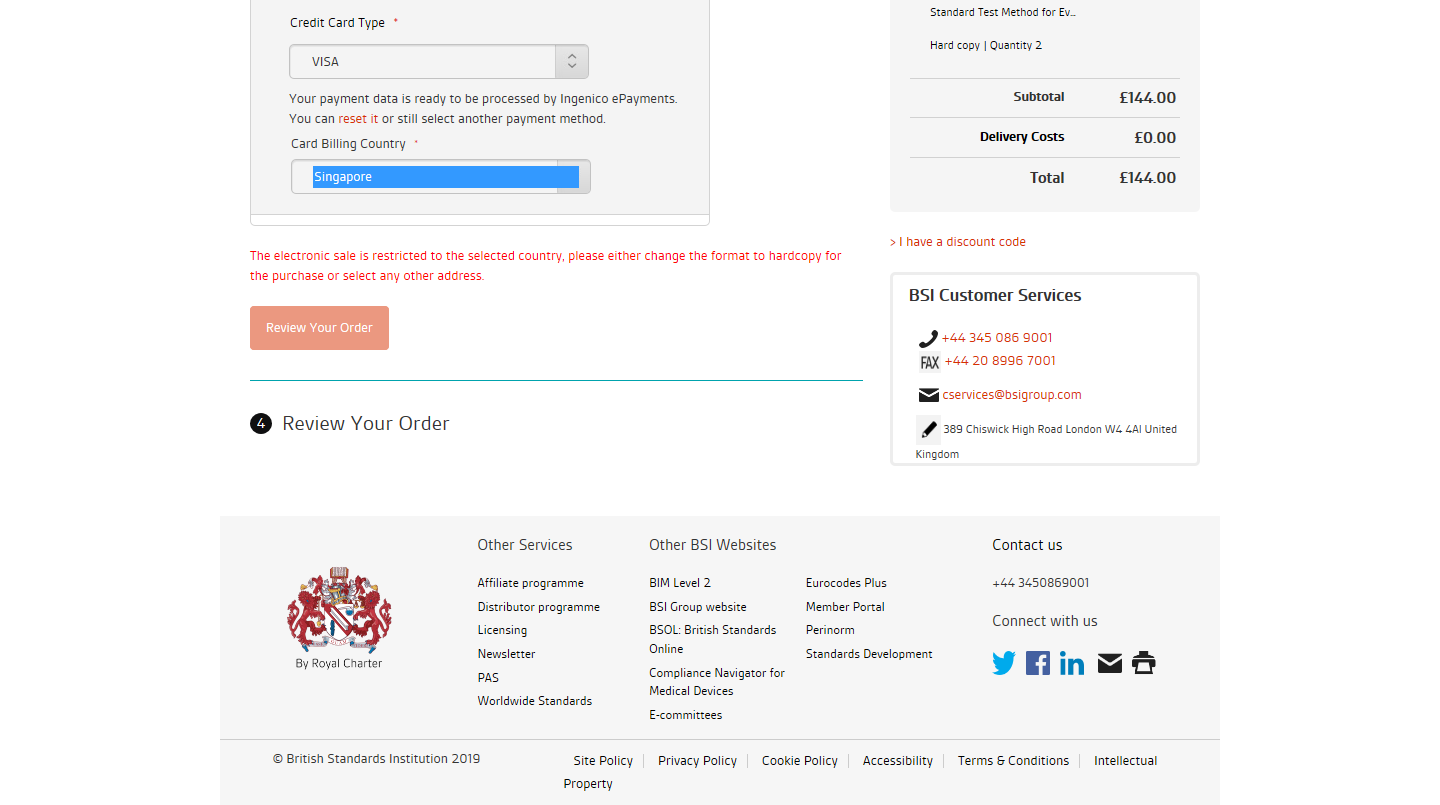 Credit Card Type *
VISA
Your payment data is ready to be processed by Ingenico ePayments.
You can reset it or still select another payment method.
Card Billing Country *
Singapore
The electronic sale is restricted to the selected country, please either change the format to hardcopy for
the purchase or select any other address.
Review Your Order
4 Review Your Order
Standard Test Method for Ev...
Hard copy | Quantity 2
Subtotal £144.00
Delivery Costs £0.00
Total £144.00
> I have a discount code
BSI Customer Services
+44 345 086 9001
FAX +44 20 8996 7001
cservices@bsigroup.com
389 Chiswick High Road London W4 4Al United
Kingdom
By Royal Charter
Other Services
Affiliate programme
Distributor programme
Licensing
Newsletter
PAS
Worldwide Standards
Other BSI Websites
BIM Level 2
BSI Group website
BSOL: British Standards
Online
Compliance Navigator for
Medical Devices
E-committees
Eurocodes Plus
Member Portal
Perinorm
Standards Development
Contact us
+44 3450869001
Connect with us
© British Standards Institution 2019
Site Policy | Privacy Policy | Cookie Policy | Accessibility | Terms & Conditions | Intellectual
Property